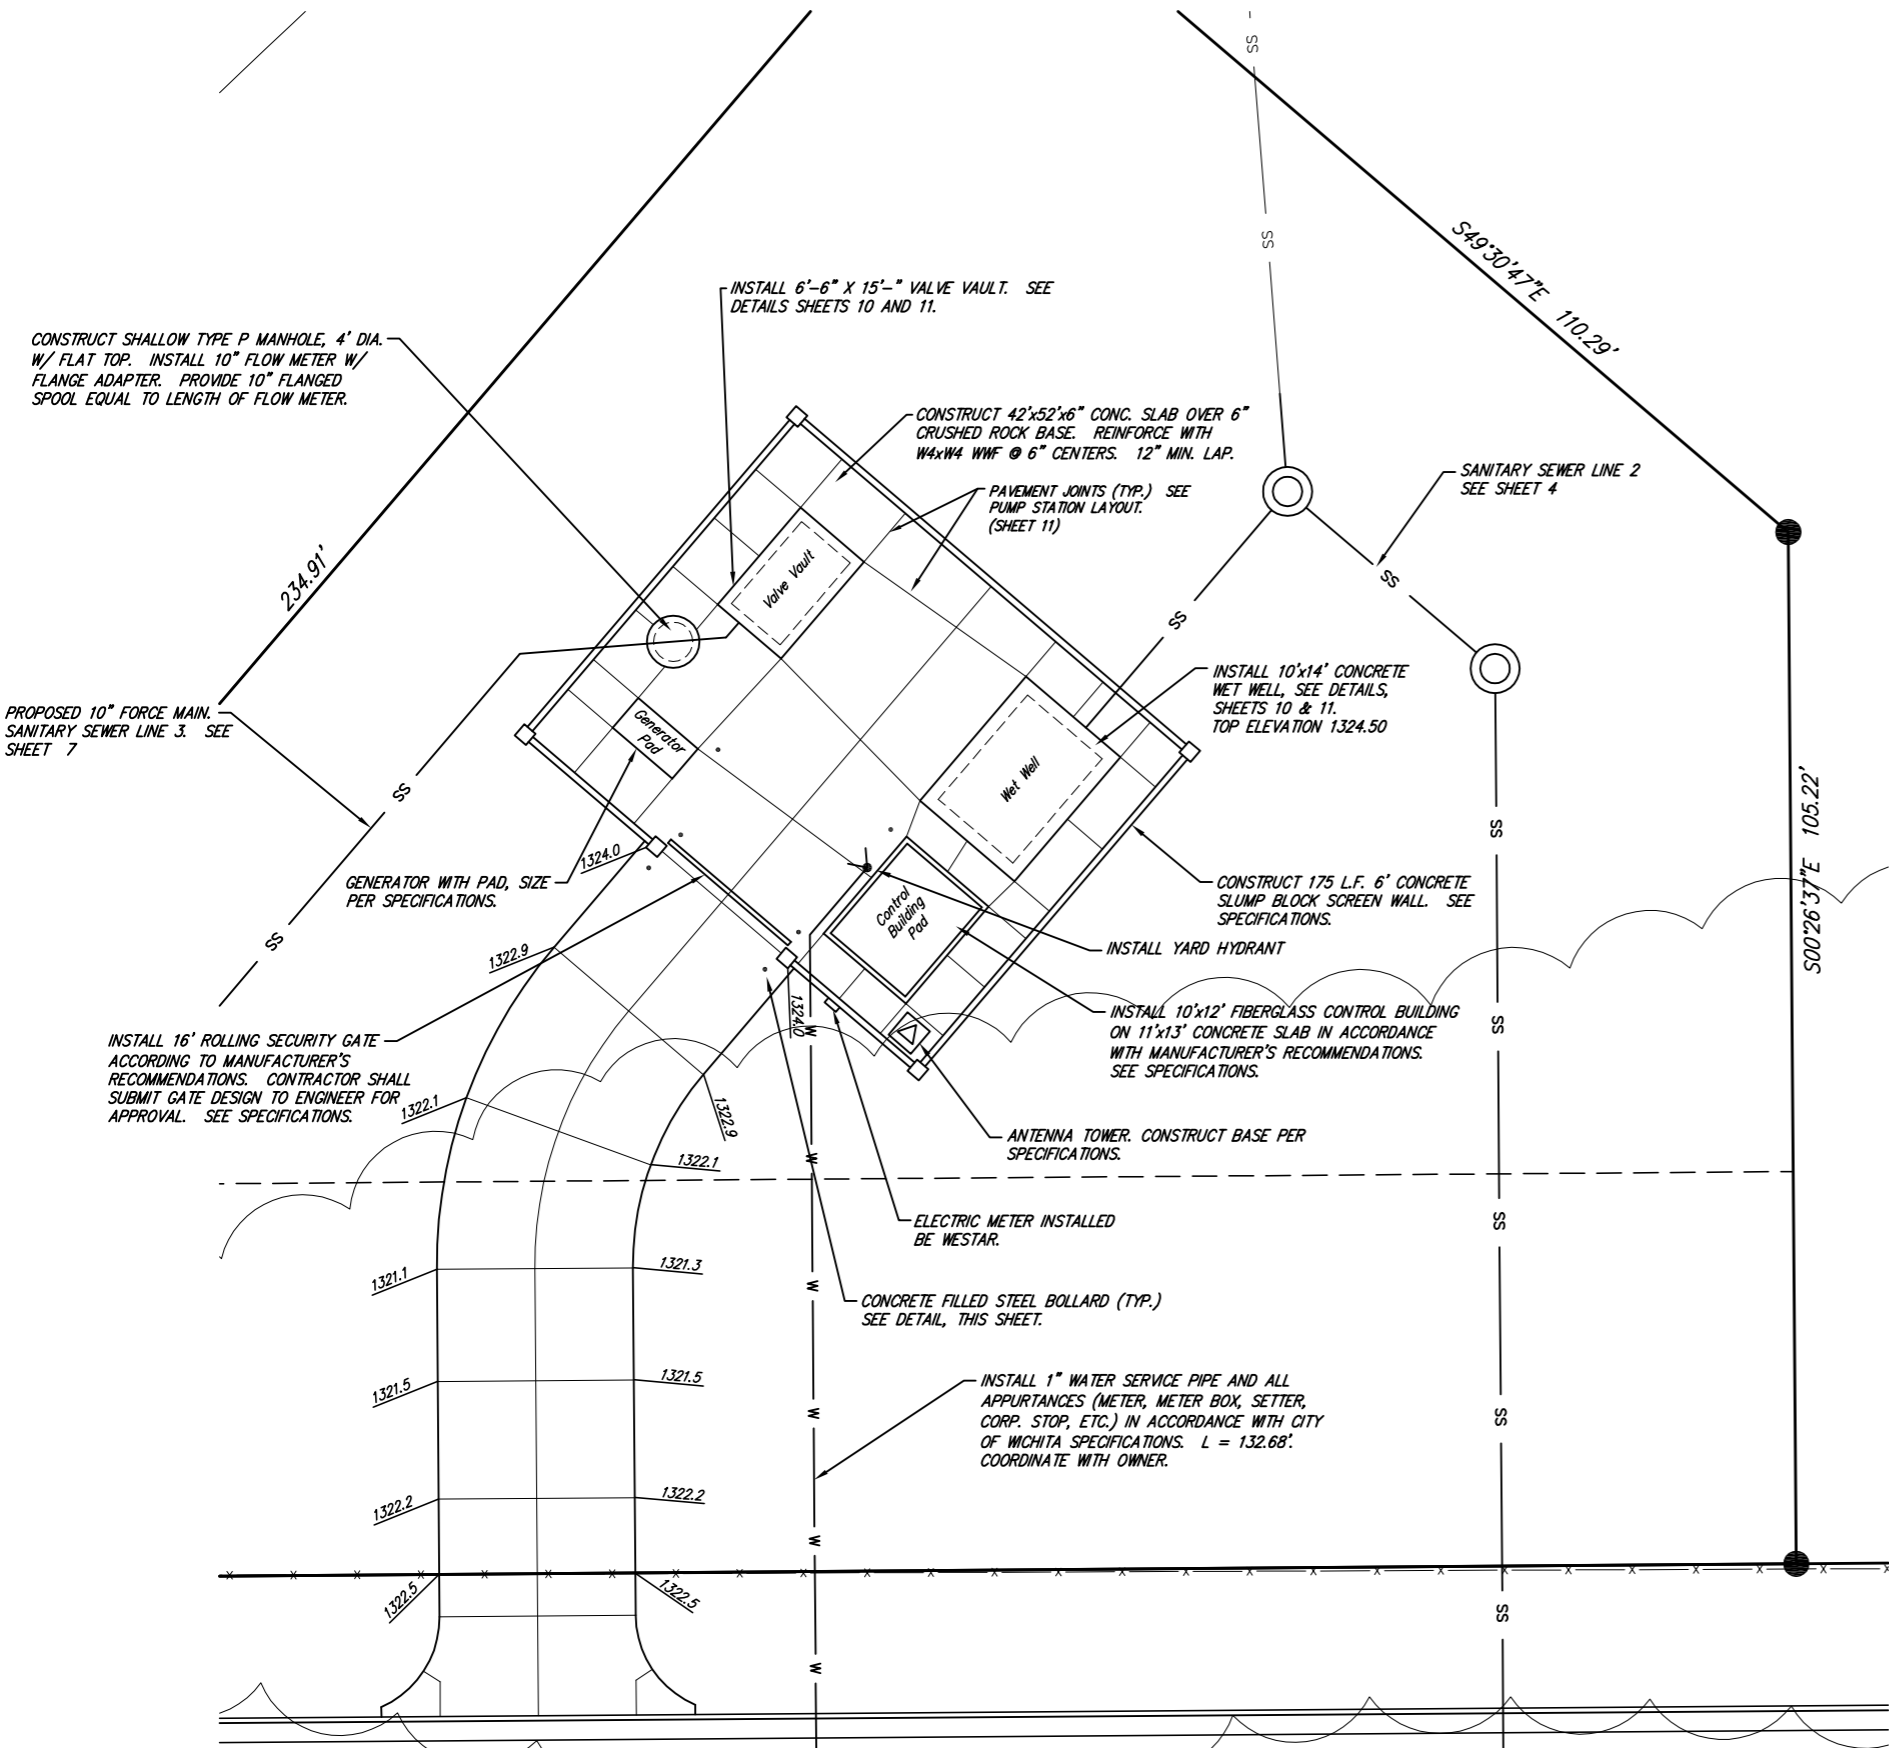 SS
S49°30'47"E 110.29'
SS
INSTALL 6'-6" X 15'-" VALVE VAULT. SEE
DETAILS SHEETS 10 AND 11.
CONSTRUCT SHALLOW TYPE P MANHOLE, 4' DIA.
W/ FLAT TOP. INSTALL 10" FLOW METER W/
FLANGE ADAPTER. PROVIDE 10" FLANGED
SPOOL EQUAL TO LENGTH OF FLOW METER.
CONSTRUCT 42'x52'x6" CONC. SLAB OVER 6"
CRUSHED ROCK BASE. REINFORCE WITH
W4xW4 WWF @ 6" CENTERS. 12" MIN. LAP.
PAVEMENT JOINTS (TYP.) SEE
PUMP STATION LAYOUT.
(SHEET 11)
SANITARY SEWER LINE 2
SEE SHEET 4
234.91'
Valve Vault
SS
SS
INSTALL 10'x14' CONCRETE
WET WELL, SEE DETAILS,
SHEETS 10 & 11.
TOP ELEVATION 1324.50
PROPOSED 10" FORCE MAIN.
SANITARY SEWER LINE 3. SEE
SHEET 7
Generator
Pad
Wet Well
SS
SS
S00°26'37"E 105.22'
1324.0
GENERATOR WITH PAD, SIZE
PER SPECIFICATIONS.
Control
Building
Pad
CONSTRUCT 175 L.F. 6' CONCRETE
SLUMP BLOCK SCREEN WALL. SEE
SPECIFICATIONS.
SS
INSTALL YARD HYDRANT
1322.9
1324.0
W
INSTALL 10'x12' FIBERGLASS CONTROL BUILDING
ON 11'x13' CONCRETE SLAB IN ACCORDANCE
WITH MANUFACTURER'S RECOMMENDATIONS.
SEE SPECIFICATIONS.
SS
INSTALL 16' ROLLING SECURITY GATE
ACCORDING TO MANUFACTURER'S
RECOMMENDATIONS. CONTRACTOR SHALL
SUBMIT GATE DESIGN TO ENGINEER FOR
APPROVAL. SEE SPECIFICATIONS.
1322.1
1322.9
ANTENNA TOWER. CONSTRUCT BASE PER
SPECIFICATIONS.
1322.1
W
ELECTRIC METER INSTALLED
BE WESTAR.
SS
1321.1
1321.3
W
CONCRETE FILLED STEEL BOLLARD (TYP.)
SEE DETAIL, THIS SHEET.
1321.5
1321.5
W
INSTALL 1" WATER SERVICE PIPE AND ALL
APPURTANCES (METER, METER BOX, SETTER,
CORP. STOP, ETC.) IN ACCORDANCE WITH CITY
OF WICHITA SPECIFICATIONS. L = 132.68'.
COORDINATE WITH OWNER.
SS
1322.2
1322.2
W
X X X X X X X X X X X X X X X X X X X X X X X X X X X
1322.5
1322.5
SS
W